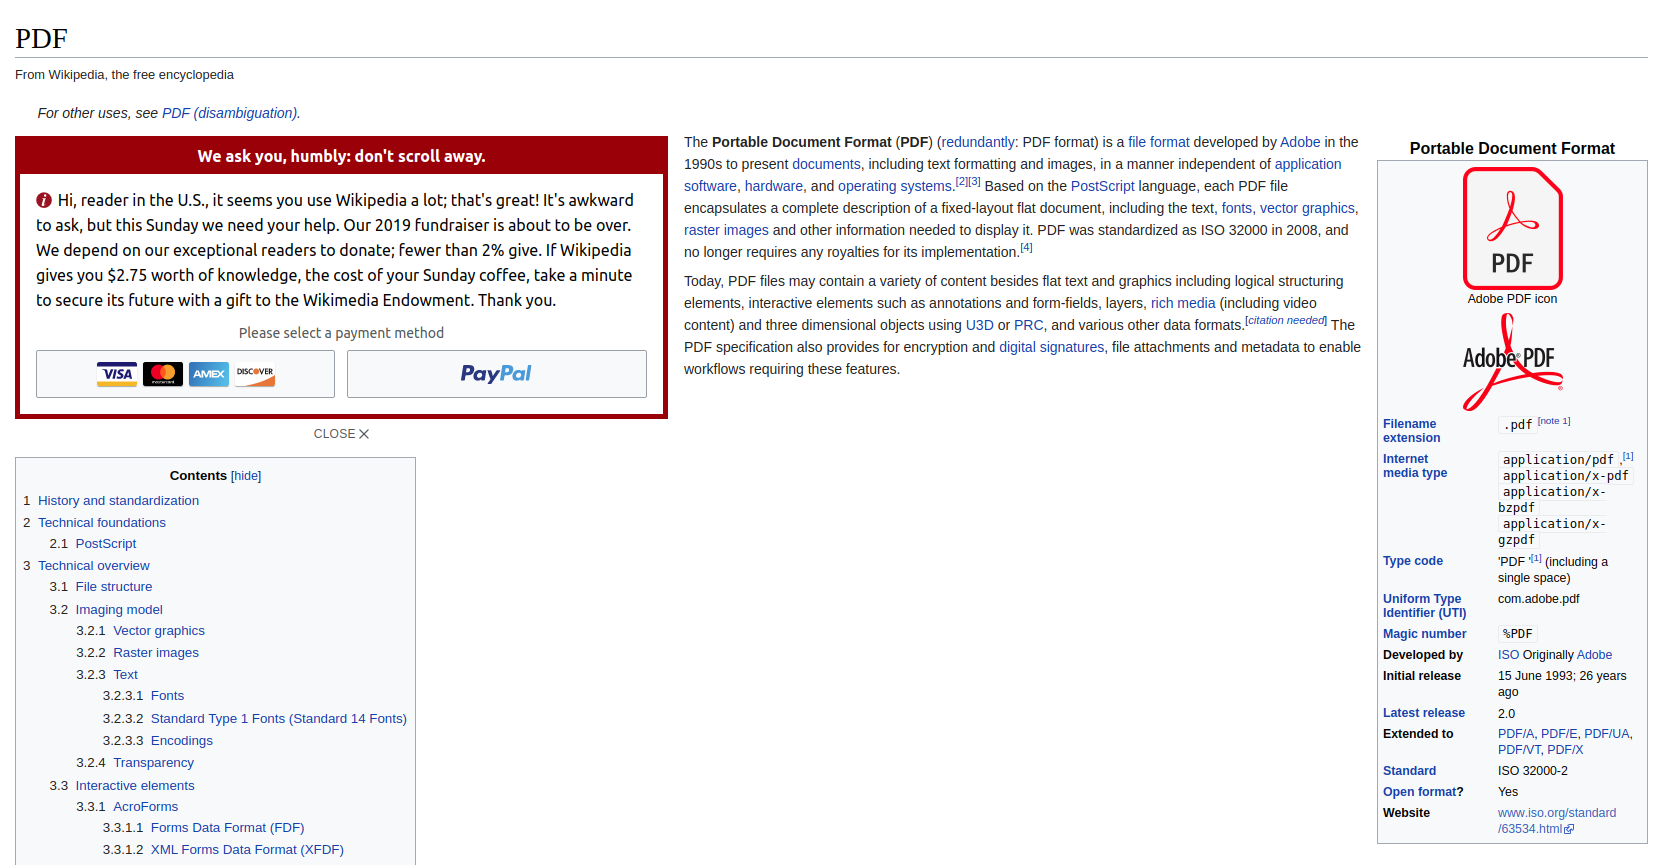 PDF
From Wikipedia, the free encyclopedia
For other uses, see PDF (disambiguation).
We ask you, humbly: don't scroll away.
Hi, reader in the U.S., it seems you use Wikipedia a lot; that's great! It's awkward
to ask, but this Sunday we need your help. Our 2019 fundraiser is about to be over.
We depend on our exceptional readers to donate; fewer than 2% give. If Wikipedia
gives you $2.75 worth of knowledge, the cost of your Sunday coffee, take a minute
to secure its future with a gift to the Wikimedia Endowment. Thank you.
Please select a payment method
VISA mastercard AMEX DISCOVER PayPal
CLOSE
The Portable Document Format (PDF) (redundantly: PDF format) is a file format developed by Adobe in the
1990s to present documents, including text formatting and images, in a manner independent of application
software, hardware, and operating systems.[2][3] Based on the PostScript language, each PDF file
encapsulates a complete description of a fixed-layout flat document, including the text, fonts, vector graphics,
raster images and other information needed to display it. PDF was standardized as ISO 32000 in 2008, and
no longer requires any royalties for its implementation.[4]
Today, PDF files may contain a variety of content besides flat text and graphics including logical structuring
elements, interactive elements such as annotations and form-fields, layers, rich media (including video
content) and three dimensional objects using U3D or PRC, and various other data formats.[citation needed] The
PDF specification also provides for encryption and digital signatures, file attachments and metadata to enable
workflows requiring these features.
Contents [hide]
1 History and standardization
2 Technical foundations
2.1 PostScript
3 Technical overview
3.1 File structure
3.2 Imaging model
3.2.1 Vector graphics
3.2.2 Raster images
3.2.3 Text
3.2.3.1 Fonts
3.2.3.2 Standard Type 1 Fonts (Standard 14 Fonts)
3.2.3.3 Encodings
3.2.4 Transparency
3.3 Interactive elements
3.3.1 AcroForms
3.3.1.1 Forms Data Format (FDF)
3.3.1.2 XML Forms Data Format (XFDF)
Portable Document Format
PDF
Adobe PDF icon
Adobe® PDF
Filename extension .pdf [note 1]
Internet media type application/pdf ,[1]
application/x-pdf
application/x-
bzpdf
application/x-
gzpdf
Type code 'PDF '[1] (including a
single space)
Uniform Type Identifier (UTI) com.adobe.pdf
Magic number %PDF
Developed by ISO Originally Adobe
Initial release 15 June 1993; 26 years
ago
Latest release 2.0
Extended to PDF/A, PDF/E, PDF/UA,
PDF/VT, PDF/X
Standard ISO 32000-2
Open format? Yes
Website www.iso.org/standard
/63534.html